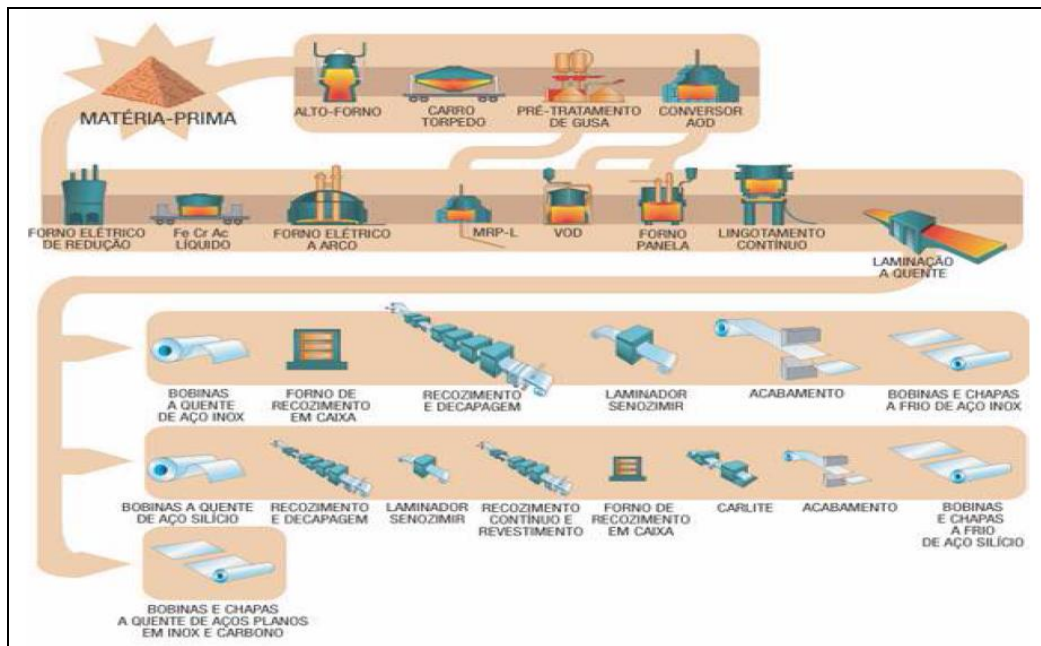 MATÉRIA-PRIMA
ALTO-FORNO
CARRO
TORPEDO
PRÉ-TRATAMENTO
DE GUSA
CONVERSOR
AOD
FORNO ELÉTRICO
DE REDUÇÃO
Fe Cr Ac
LÍQUIDO
FORNO ELÉTRICO
A ARCO
MRP-L
VOD
FORNO
PANELA
LINGOTAMENTO
CONTÍNUO
LAMINAÇÃO
A QUENTE
BOBINAS
A QUENTE
DE AÇO INOX
FORNO DE
RECOZIMENTO
EM CAIXA
RECOZIMENTO
E DECAPAGEM
LAMINADOR
SENOZIMIR
ACABAMENTO
BOBINAS E CHAPAS
A FRIO DE AÇO INOX
BOBINAS A QUENTE
DE AÇO SILÍCIO
RECOZIMENTO
E DECAPAGEM
LAMINADOR
SENOZIMIR
RECOZIMENTO
CONTÍNUO E
REVESTIMENTO
FORNO DE
RECOZIMENTO
EM CAIXA
CARLITE
ACABAMENTO
BOBINAS
E CHAPAS
A FRIO
DE AÇO SILÍCIO
BOBINAS E CHAPAS
A QUENTE DE AÇOS PLANOS
EM INOX E CARBONO